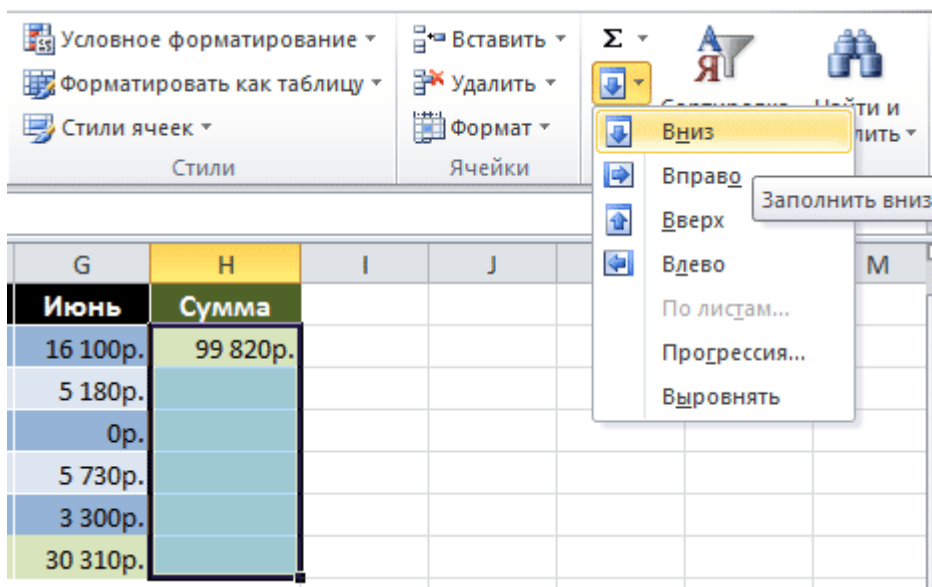 Условное форматирование
Форматировать как таблицу
Стили ячеек
Стили
Вставить
Удалить
Формат
Ячейки
Σ
АЯ
Вниз
Вправо
Вверх
Влево
По листам...
Прогрессия...
Выровнять
Заполнить вниз
G H I J M
Июнь Сумма
16 100р. 99 820р.
5 180р.
0р.
5 730р.
3 300р.
30 310р.